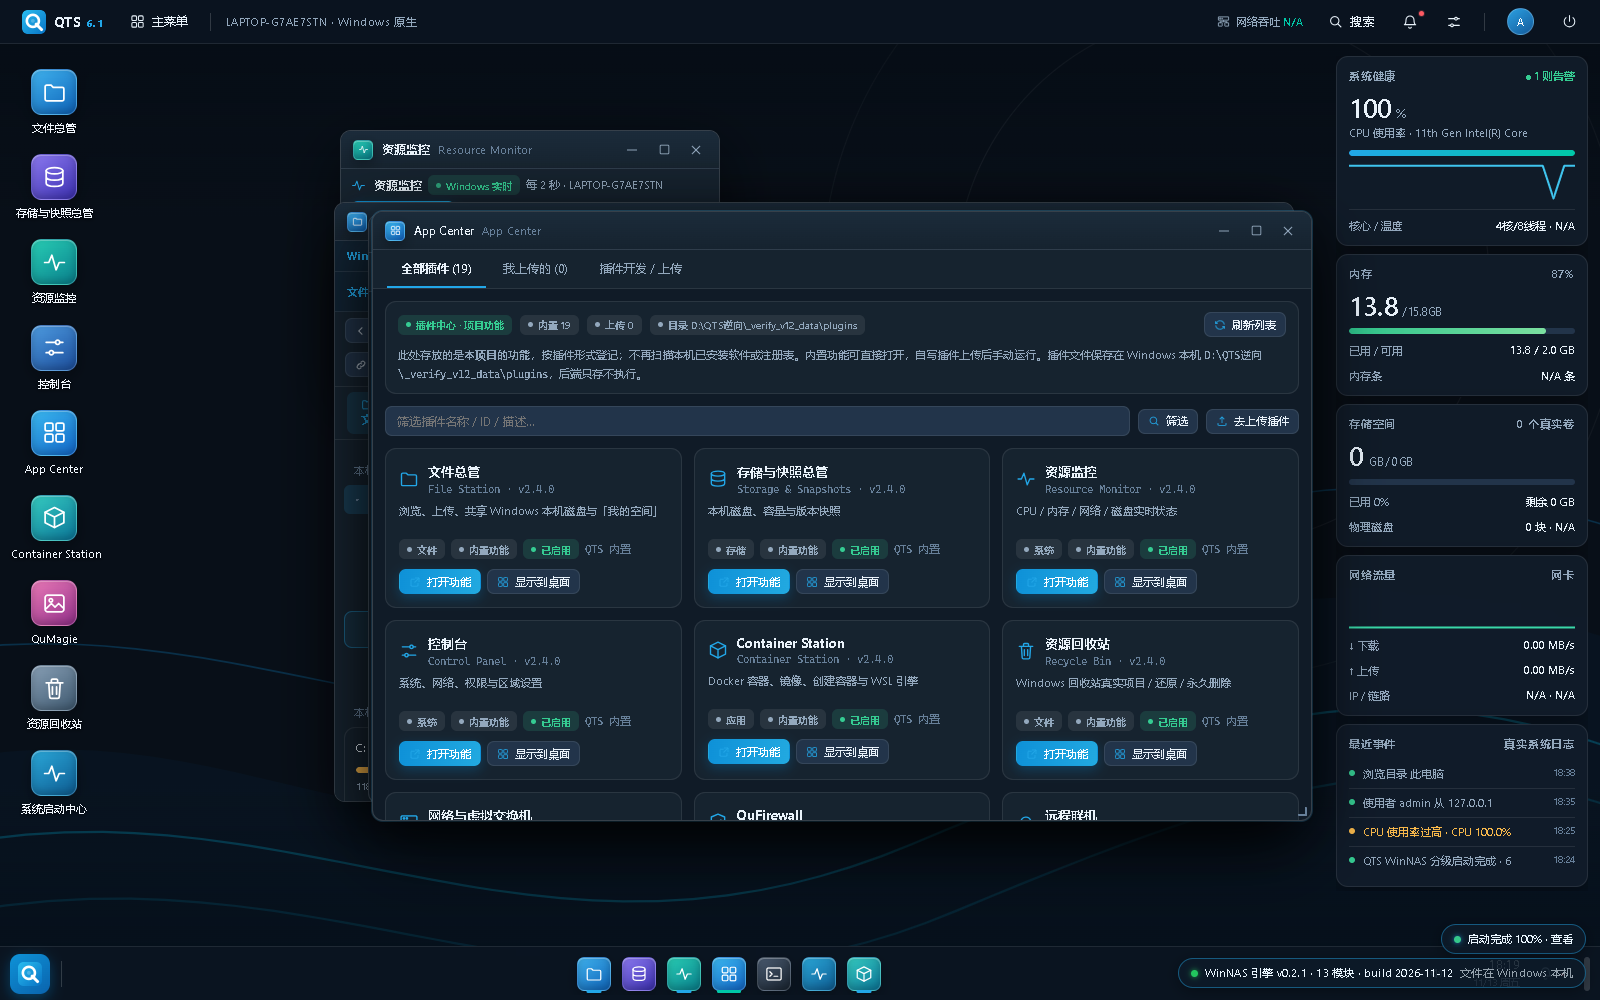 QTS 6.1
主菜单
LAPTOP-G7AE7STN · Windows 原生
网络吞吐 N/A
搜索
A
文件总管
存储与快照总管
资源监控
控制台
App Center
Container Station
QuMagie
资源回收站
系统启动中心
资源监控 Resource Monitor
资源监控 Windows 实时 每 2 秒 · LAPTOP-G7AE7STN
Win
文件
C:
App Center App Center
全部插件 (19) 我上传的 (0) 插件开发 / 上传
插件中心 · 项目功能 内置 19 上传 0 目录 D:\QTS逆向\_verify_v12_data\plugins 刷新列表
此处存放的是本项目的功能，按插件形式登记；不再扫描本机已安装软件或注册表。内置功能可直接打开，自写插件上传后手动运行。插件文件保存在 Windows 本机 D:\QTS逆向
\_verify_v12_data\plugins，后端只存不执行。
筛选插件名称 / ID / 描述... 筛选 去上传插件
文件总管
File Station · v2.4.0
浏览、上传、共享 Windows 本机磁盘与「我的空间」
文件 内置功能 已启用 QTS 内置
打开功能 显示到桌面
存储与快照总管
Storage & Snapshots · v2.4.0
本机磁盘、容量与版本快照
存储 内置功能 已启用 QTS 内置
打开功能 显示到桌面
资源监控
Resource Monitor · v2.4.0
CPU / 内存 / 网络 / 磁盘实时状态
系统 内置功能 已启用 QTS 内置
打开功能 显示到桌面
控制台
Control Panel · v2.4.0
系统、网络、权限与区域设置
系统 内置功能 已启用 QTS 内置
打开功能 显示到桌面
Container Station
Container Station · v2.4.0
Docker 容器、镜像、创建容器与 WSL 引擎
应用 内置功能 已启用 QTS 内置
打开功能 显示到桌面
资源回收站
Recycle Bin · v2.4.0
Windows 回收站真实项目 / 还原 / 永久删除
文件 内置功能 已启用 QTS 内置
打开功能 显示到桌面
网络与虚拟交换机
QuFirewall
远程联机
系统健康 1 则告警
100 %
CPU 使用率 · 11th Gen Intel(R) Core
核心 / 温度 4核/8线程 · N/A
内存 87%
13.8 / 15.8GB
已用 / 可用 13.8 / 2.0 GB
内存条 N/A 条
存储空间 0 个真实卷
0 GB / 0 GB
已用 0% 剩余 0 GB
物理磁盘 0 块 · N/A
网络流量 网卡
↓ 下载 0.00 MB/s
↑ 上传 0.00 MB/s
IP / 链路 N/A · N/A
最近事件 真实系统日志
浏览目录 此电脑 18:38
使用者 admin 从 127.0.0.1 18:35
CPU 使用率过高 · CPU 100.0% 18:25
QTS WinNAS 分级启动完成 · 6 18:24
启动完成 100% · 查看
WinNAS 引擎 v0.2.1 · 13 模块 · build 2026-11-12 文件在 Windows 本机